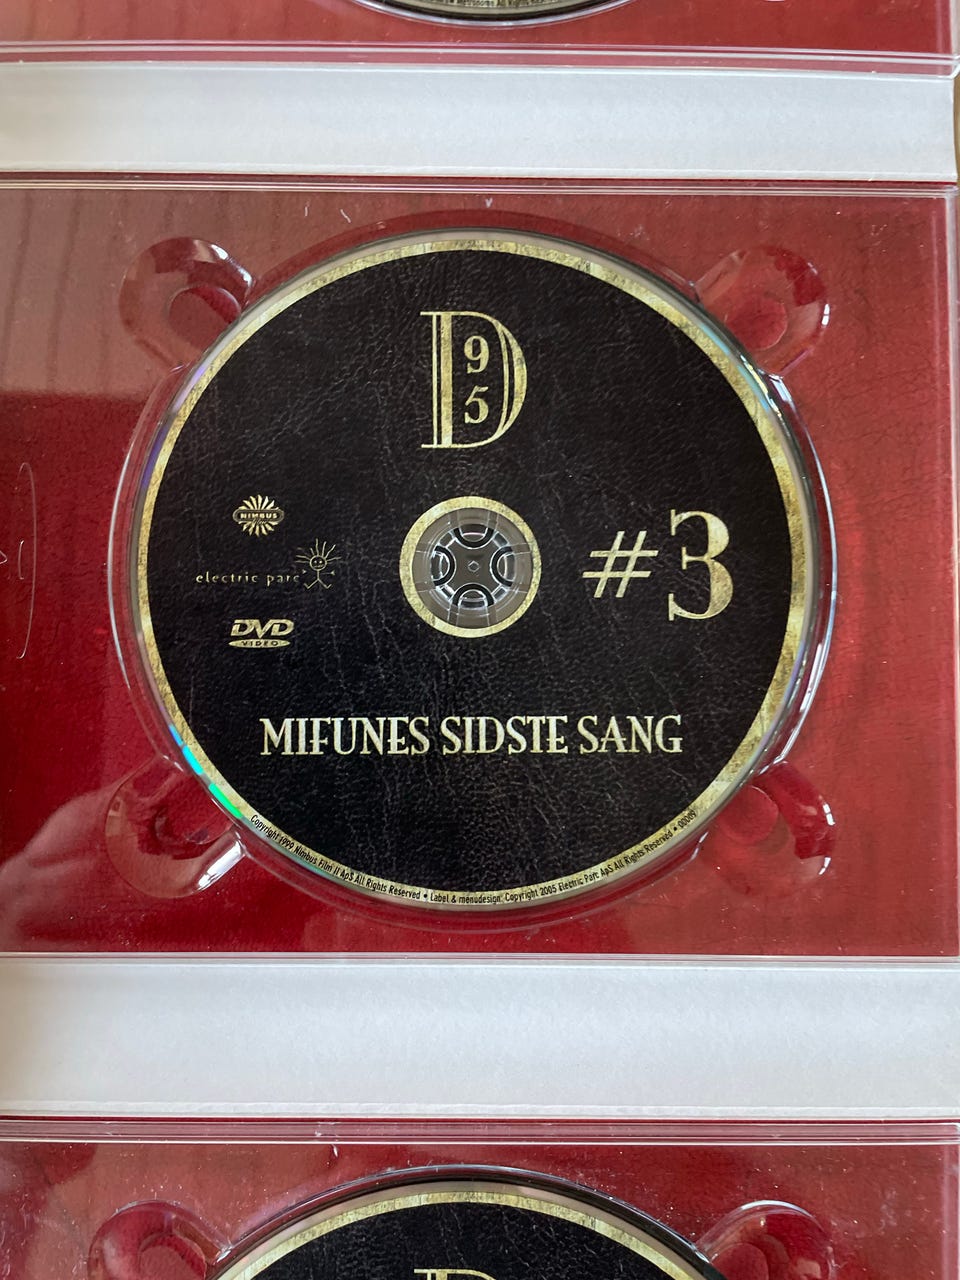 D
9
5
NIMBUS
film
electric parc
#3
DVD
VIDEO
MIFUNES SIDSTE SANG
Copyright 1999 Nimbus Film II ApS All Rights Reserved • Label & menudesign: Copyright 2005 Electric Parc ApS All Rights Reserved •
D